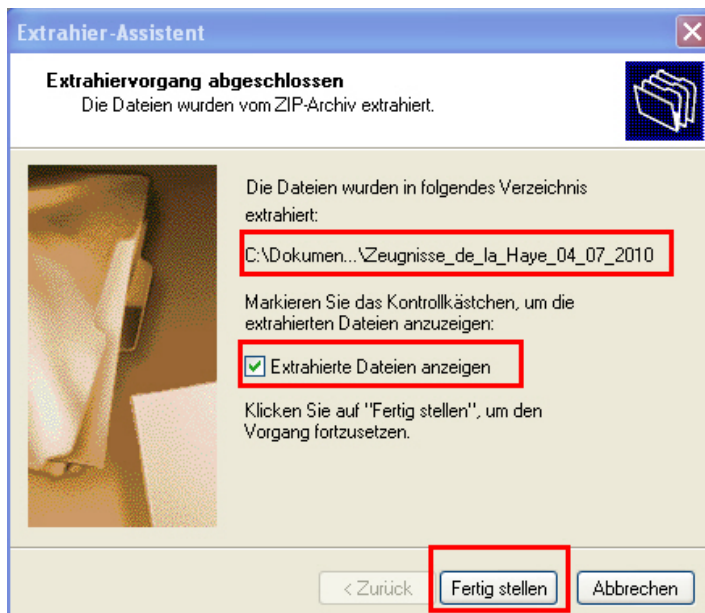 Extrahier-Assistent
Extrahiervorgang abgeschlossen
Die Dateien wurden vom ZIP-Archiv extrahiert.
Die Dateien wurden in folgendes Verzeichnis
extrahiert:
C:\Dokumen...\Zeugnisse_de_la_Haye_04_07_2010
Markieren Sie das Kontrollkästchen, um die
extrahierten Dateien anzuzeigen:
Extrahierte Dateien anzeigen
Klicken Sie auf "Fertig stellen", um den
Vorgang fortzusetzen.
< Zurück
Fertig stellen
Abbrechen